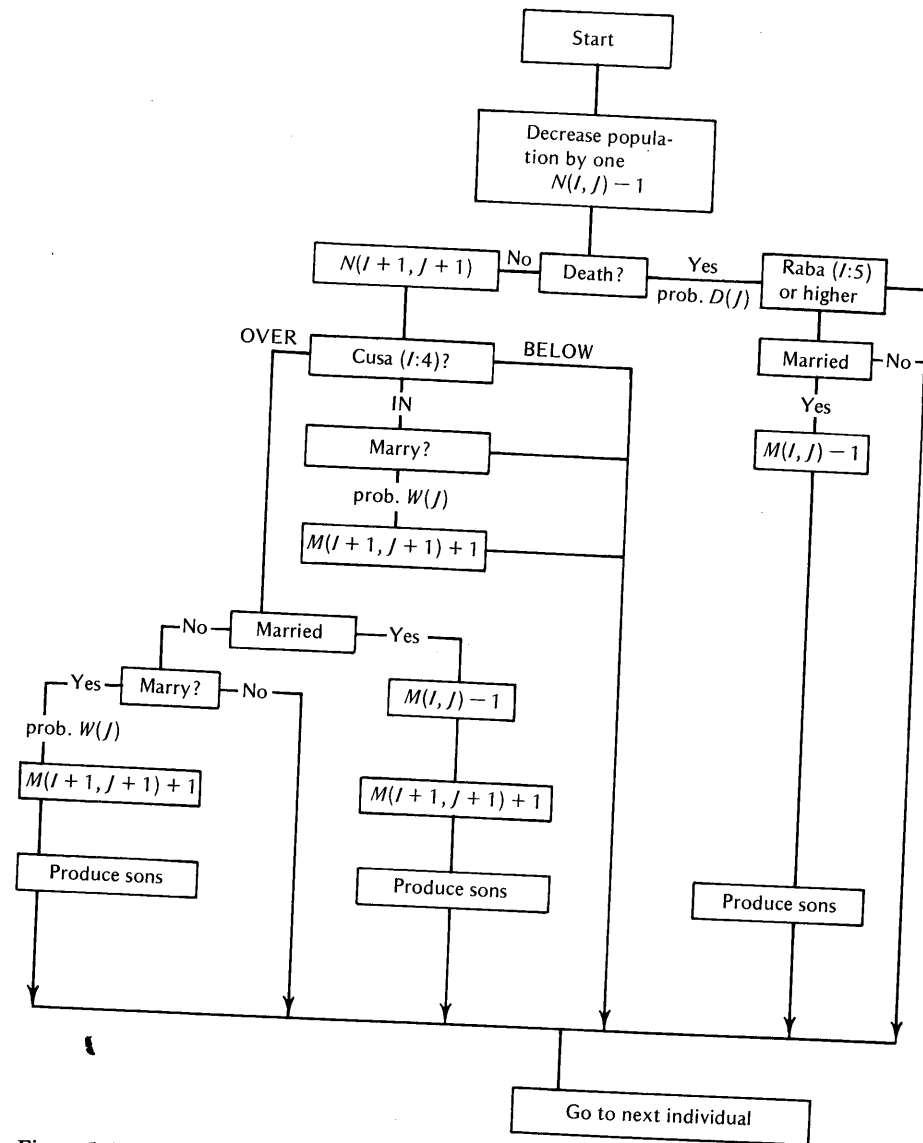 Start
Decrease popula-
tion by one
N(I, J) − 1
N(I + 1, J + 1)
No
Death?
Yes
prob. D(J)
Raba (I:5)
or higher
OVER
Cusa (I:4)?
BELOW
Married
No
IN
Yes
Marry?
M(I, J) − 1
prob. W(J)
M(I + 1, J + 1) + 1
No
Married
Yes
Yes
Marry?
No
M(I, J) − 1
prob. W(J)
M(I + 1, J + 1) + 1
M(I + 1, J + 1) + 1
Produce sons
Produce sons
Produce sons
Go to next individual